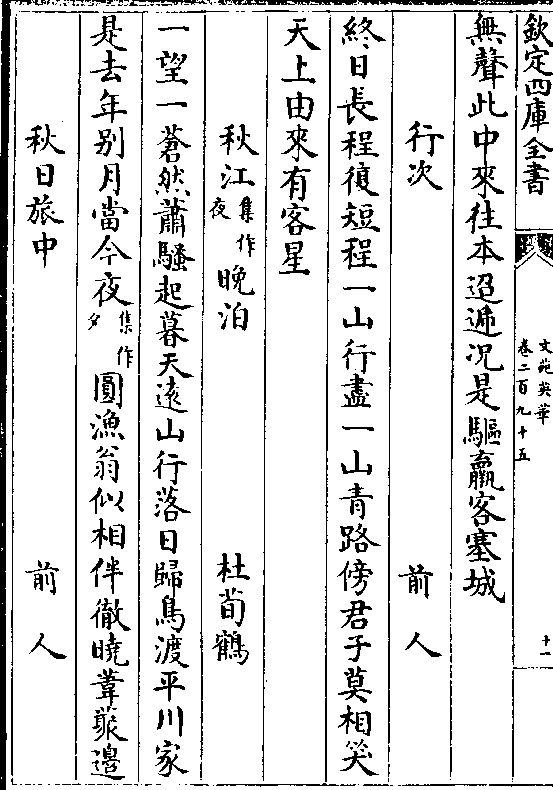 欽定四庫全書
文苑英華
卷二百九十五
十一
無聲此中來往本迢遞况是驅羸客塞城
行次 前人
終日長程復短程一山行盡一山青路傍君子莫相笑
天上由來有客星
秋江集作夜晚泊 杜荀鶴
一望一蒼然蕭騷起暮天遠山行落日歸鳥渡平川家
是去年别月當今夜集作夕圓漁翁似相伴徹曉葦叢邊
秋日旅中 前人